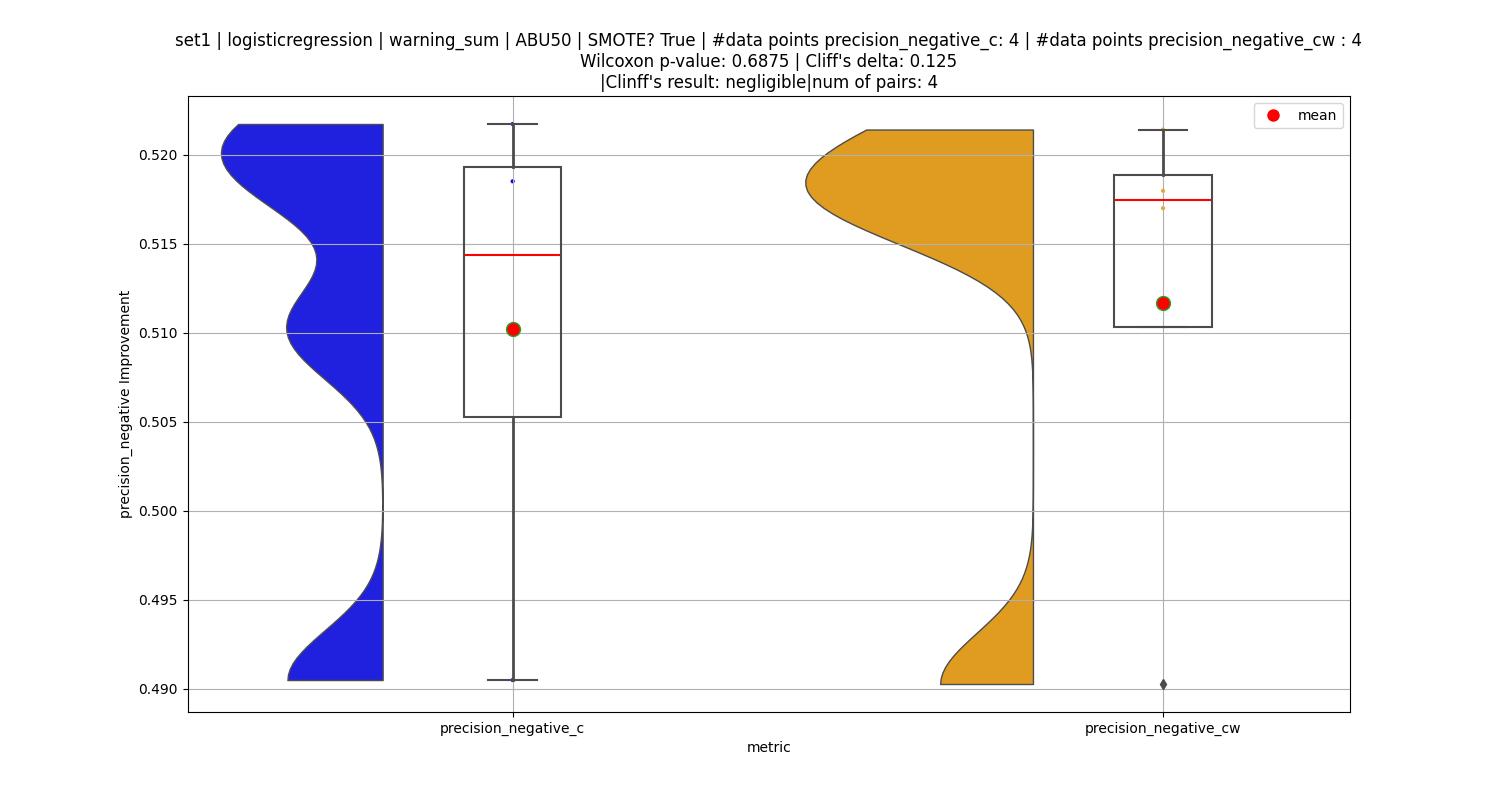 set1 | logisticregression | warning_sum | ABU50 | SMOTE? True | #data points precision_negative_c: 4 | #data points precision_negative_cw : 4
Wilcoxon p-value: 0.6875 | Cliff's delta: 0.125
|Clinff's result: negligible|num of pairs: 4
mean
0.520
0.515
0.510
0.505
0.500
0.495
0.490
precision_negative Improvement
precision_negative_c
precision_negative_cw
metric